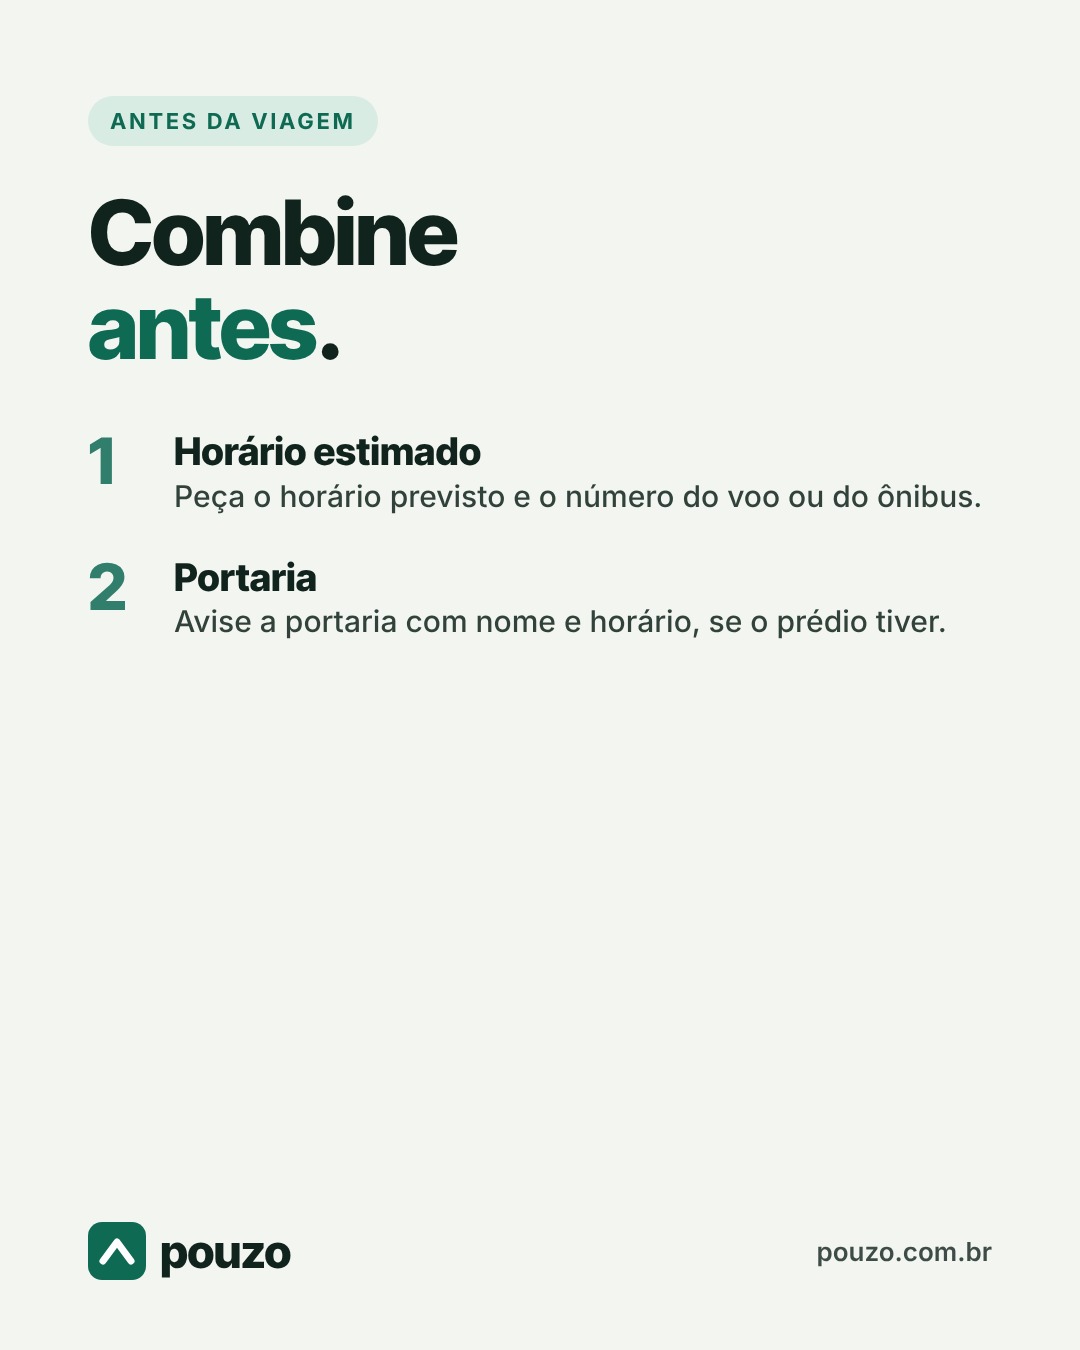 ANTES DA VIAGEM
Combine
antes.
1 Horário estimado
Peça o horário previsto e o número do voo ou do ônibus.
2 Portaria
Avise a portaria com nome e horário, se o prédio tiver.
pouzo pouzo.com.br